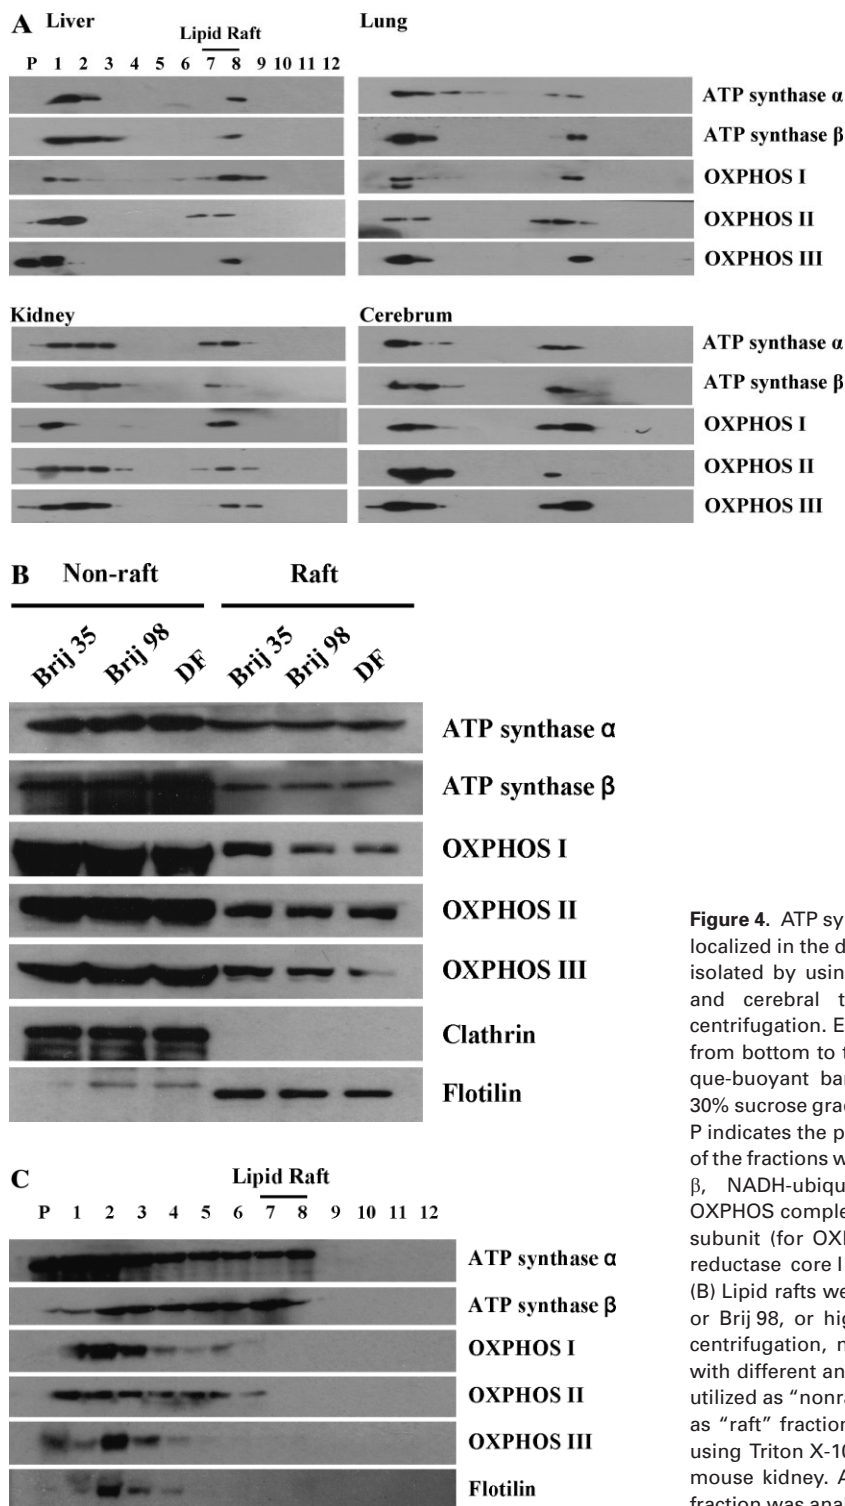 A Liver
Lung
Lipid Raft
P 1 2 3 4 5 6 7 8 9 10 11 12
ATP synthase α
ATP synthase β
OXPHOS I
OXPHOS II
OXPHOS III
Kidney
Cerebrum
ATP synthase α
ATP synthase β
OXPHOS I
OXPHOS II
OXPHOS III
B Non-raft Raft
Brij 35 Brij 98 DF Brij 35 Brij 98 DF
ATP synthase α
ATP synthase β
OXPHOS I
OXPHOS II
OXPHOS III
Clathrin
Flotilin
C
Lipid Raft
P 1 2 3 4 5 6 7 8 9 10 11 12
ATP synthase α
ATP synthase β
OXPHOS I
OXPHOS II
OXPHOS III
Flotilin
Figure 4. ATP sy
localized in the d
isolated by using
and cerebral t
centrifugation. E
from bottom to t
que-buoyant bar
30% sucrose grad
P indicates the p
of the fractions w
β, NADH-ubiqu
OXPHOS comple
subunit (for OXI
reductase core I
(B) Lipid rafts we
or Brij 98, or hig
centrifugation, n
with different an
utilized as “nonra
as “raft” fraction
using Triton X-10
mouse kidney. A
fraction was anal